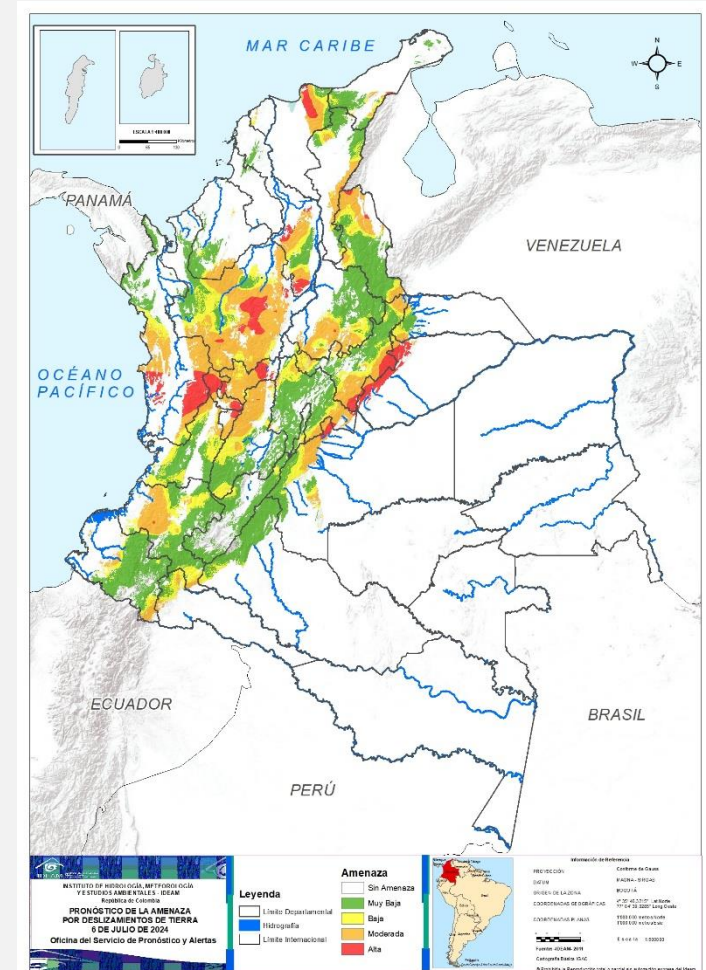 MAR CARIBE
N
W
E
S
PANAMÁ
VENEZUELA
OCÉANO
PACÍFICO
ECUADOR
BRASIL
PERÚ
INSTITUTO DE HIDROLOGÍA, METEOROLOGÍA
Y ESTUDIOS AMBIENTALES - IDEAM
República de Colombia
PRONÓSTICO DE LA AMENAZA
POR DESLIZAMIENTOS DE TIERRA
6 DE JULIO DE 2024
Oficina del Servicio de Pronóstico y Alertas
Leyenda
Límite Departamental
Hidrografía
Límite Internacional
Amenaza
Sin Amenaza
Muy Baja
Baja
Moderada
Alta
Información de Referencia
PROYECCIÓN Conforme de Gauss
DATUM MAGNA - SIRGAS
ORIGEN DE LA ZONA BOGOTÁ
COORDENADAS GEOGRÁFICAS
COORDENADAS PLANAS
Cartografía Básica: IGAC